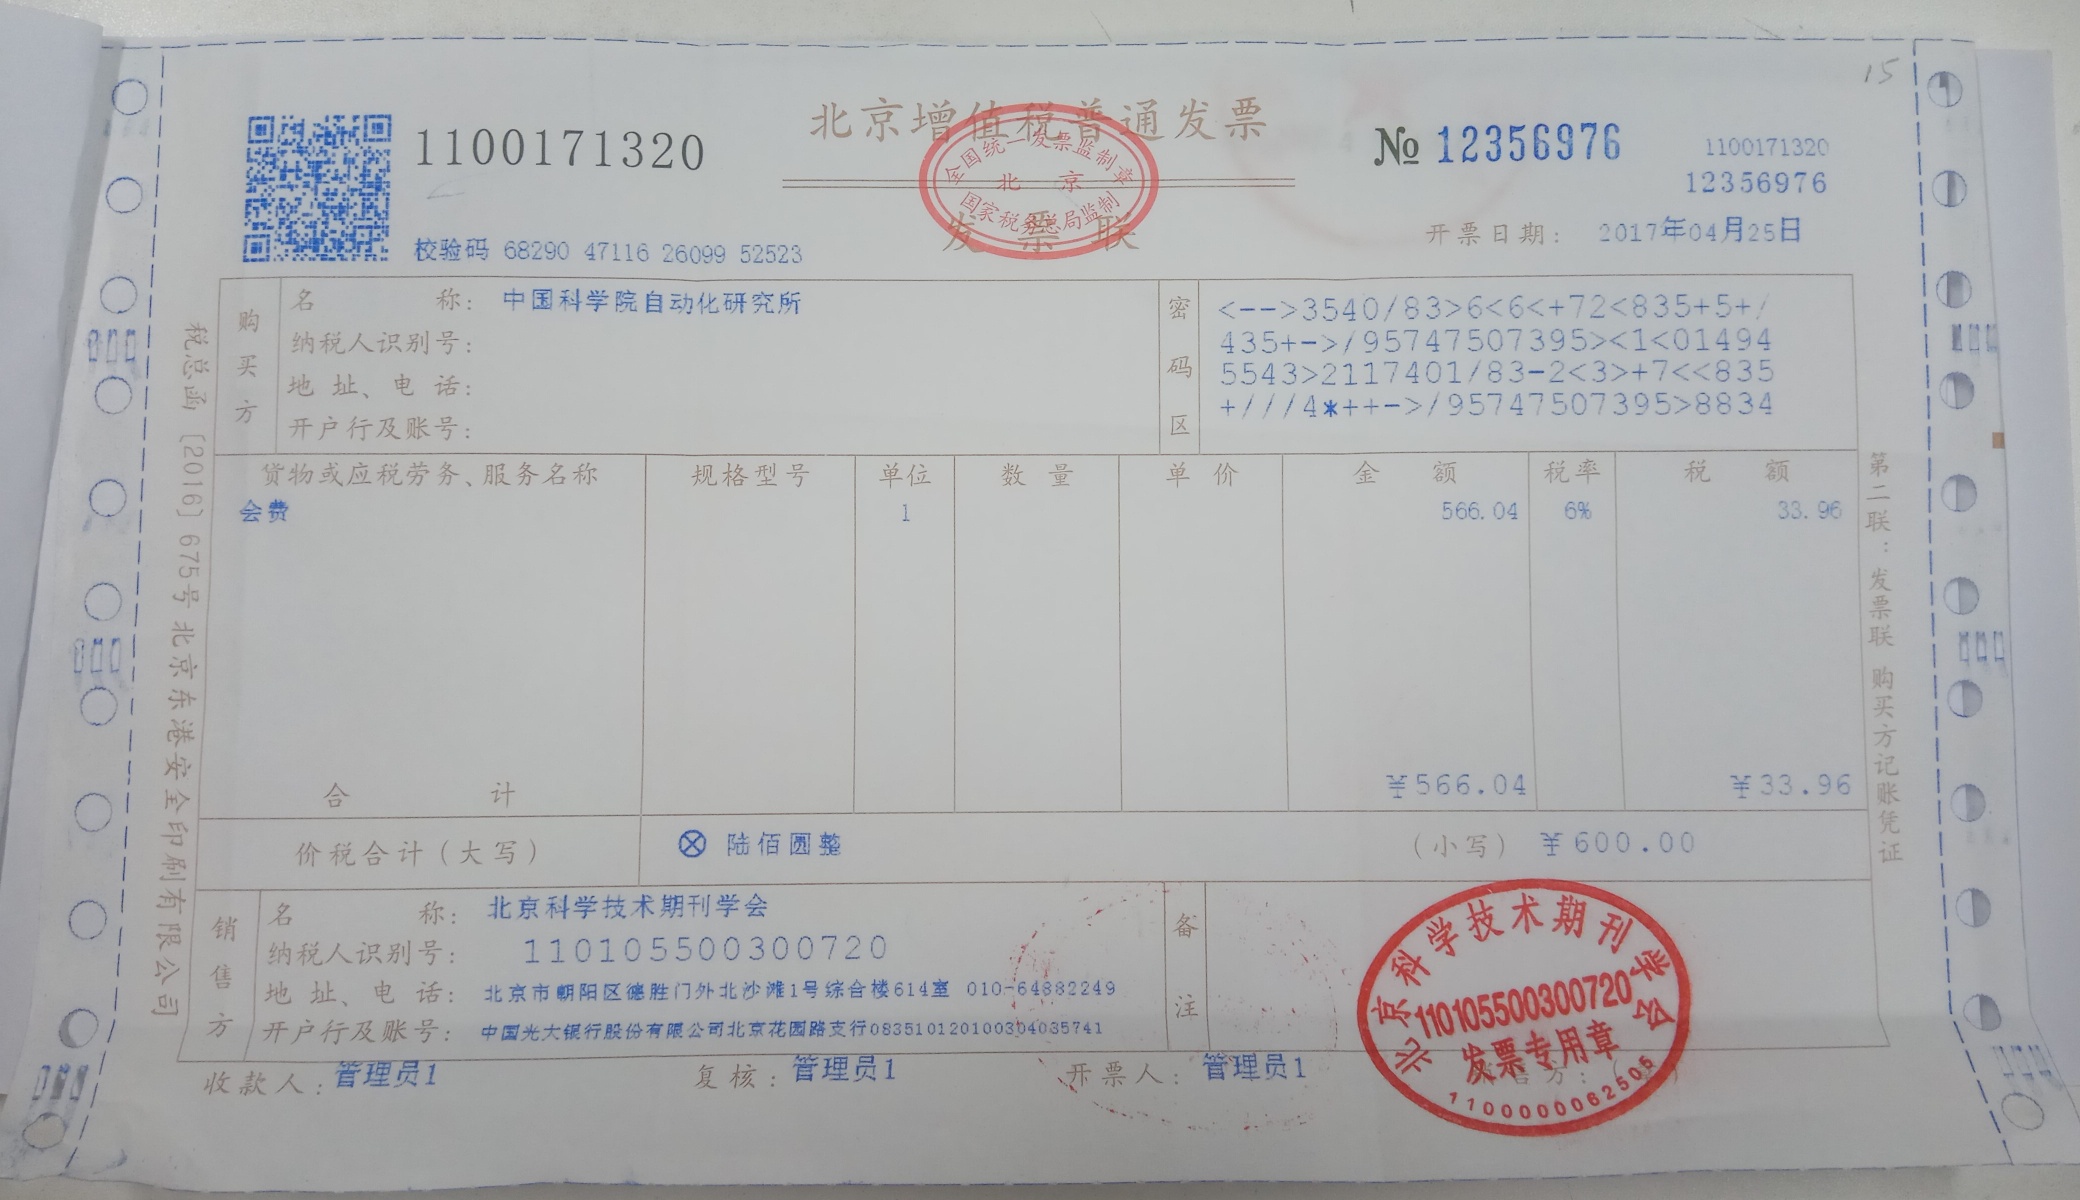 15
北京增值税普通发票
1100171320
№ 12356976
1100171320
12356976
全国统一发票监制章
北京
国家税务总局监制
发票联
校验码 68290 47116 26099 52523
开票日期: 2017年04月25日
购买方
名称: 中国科学院自动化研究所
纳税人识别号:
地址、电话:
开户行及账号:
密码区
<-->3540/83>6<6<+72<835+5+/
435+->/95747507395><1<01494
5543>2117401/83-2<3>+7<<835
+///4*++->/95747507395>8834
货物或应税劳务、服务名称 规格型号 单位 数量 单价 金额 税率 税额
会费 1 566.04 6% 33.96
合计 ¥566.04 ¥33.96
价税合计(大写) ⊗ 陆佰圆整 (小写) ¥600.00
销售方
名称: 北京科学技术期刊学会
纳税人识别号: 110105500300720
地址、电话: 北京市朝阳区德胜门外北沙滩1号综合楼614室 010-64882249
开户行及账号: 中国光大银行股份有限公司北京花园路支行083510120100304035741
备注
收款人: 管理员1 复核: 管理员1 开票人: 管理员1 销售方:(章)
北京科学技术期刊学会
110105500300720
发票专用章
1100000062505
税总函〔2016〕675号北京东港安全印刷有限公司
第二联:发票联 购买方记账凭证